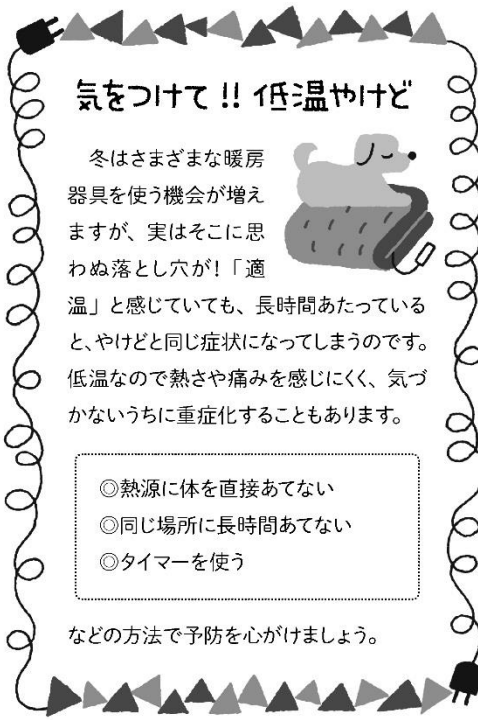 気をつけて!! 低温やけど
冬はさまざまな暖房
器具を使う機会が増え
ますが、実はそこに思
わぬ落とし穴が!「適
温」と感じていても、長時間あたっている
と、やけどと同じ症状になってしまうのです。
低温なので熱さや痛みを感じにくく、気づ
かないうちに重症化することもあります。
◎熱源に体を直接あてない
◎同じ場所に長時間あてない
◎タイマーを使う
などの方法で予防を心がけましょう。